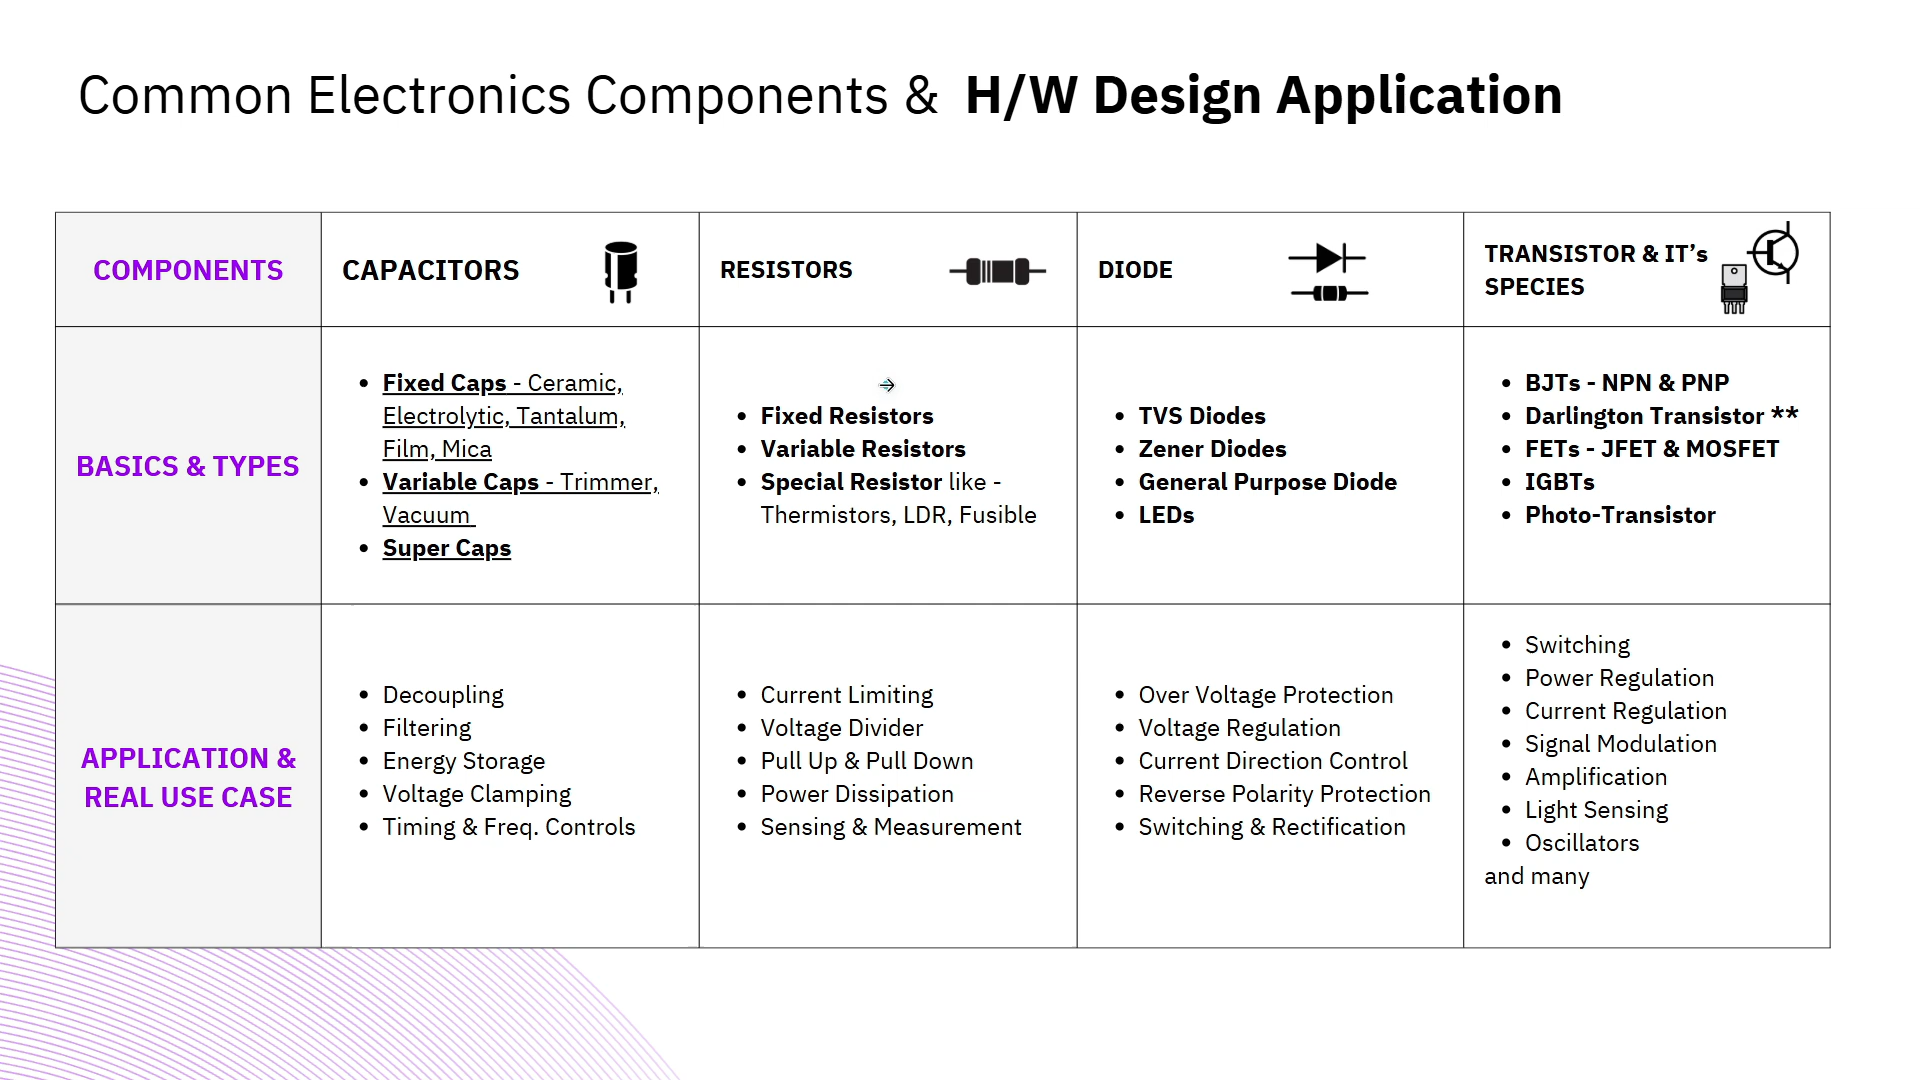 Common Electronics Components & H/W Design Application
COMPONENTS
CAPACITORS
RESISTORS
DIODE
TRANSISTOR & IT’s
SPECIES
BASICS & TYPES
• Fixed Caps - Ceramic,
Electrolytic, Tantalum,
Film, Mica
• Variable Caps - Trimmer,
Vacuum
• Super Caps
• Fixed Resistors
• Variable Resistors
• Special Resistor like -
Thermistors, LDR, Fusible
• TVS Diodes
• Zener Diodes
• General Purpose Diode
• LEDs
• BJTs - NPN & PNP
• Darlington Transistor **
• FETs - JFET & MOSFET
• IGBTs
• Photo-Transistor
APPLICATION &
REAL USE CASE
• Decoupling
• Filtering
• Energy Storage
• Voltage Clamping
• Timing & Freq. Controls
• Current Limiting
• Voltage Divider
• Pull Up & Pull Down
• Power Dissipation
• Sensing & Measurement
• Over Voltage Protection
• Voltage Regulation
• Current Direction Control
• Reverse Polarity Protection
• Switching & Rectification
• Switching
• Power Regulation
• Current Regulation
• Signal Modulation
• Amplification
• Light Sensing
• Oscillators
and many